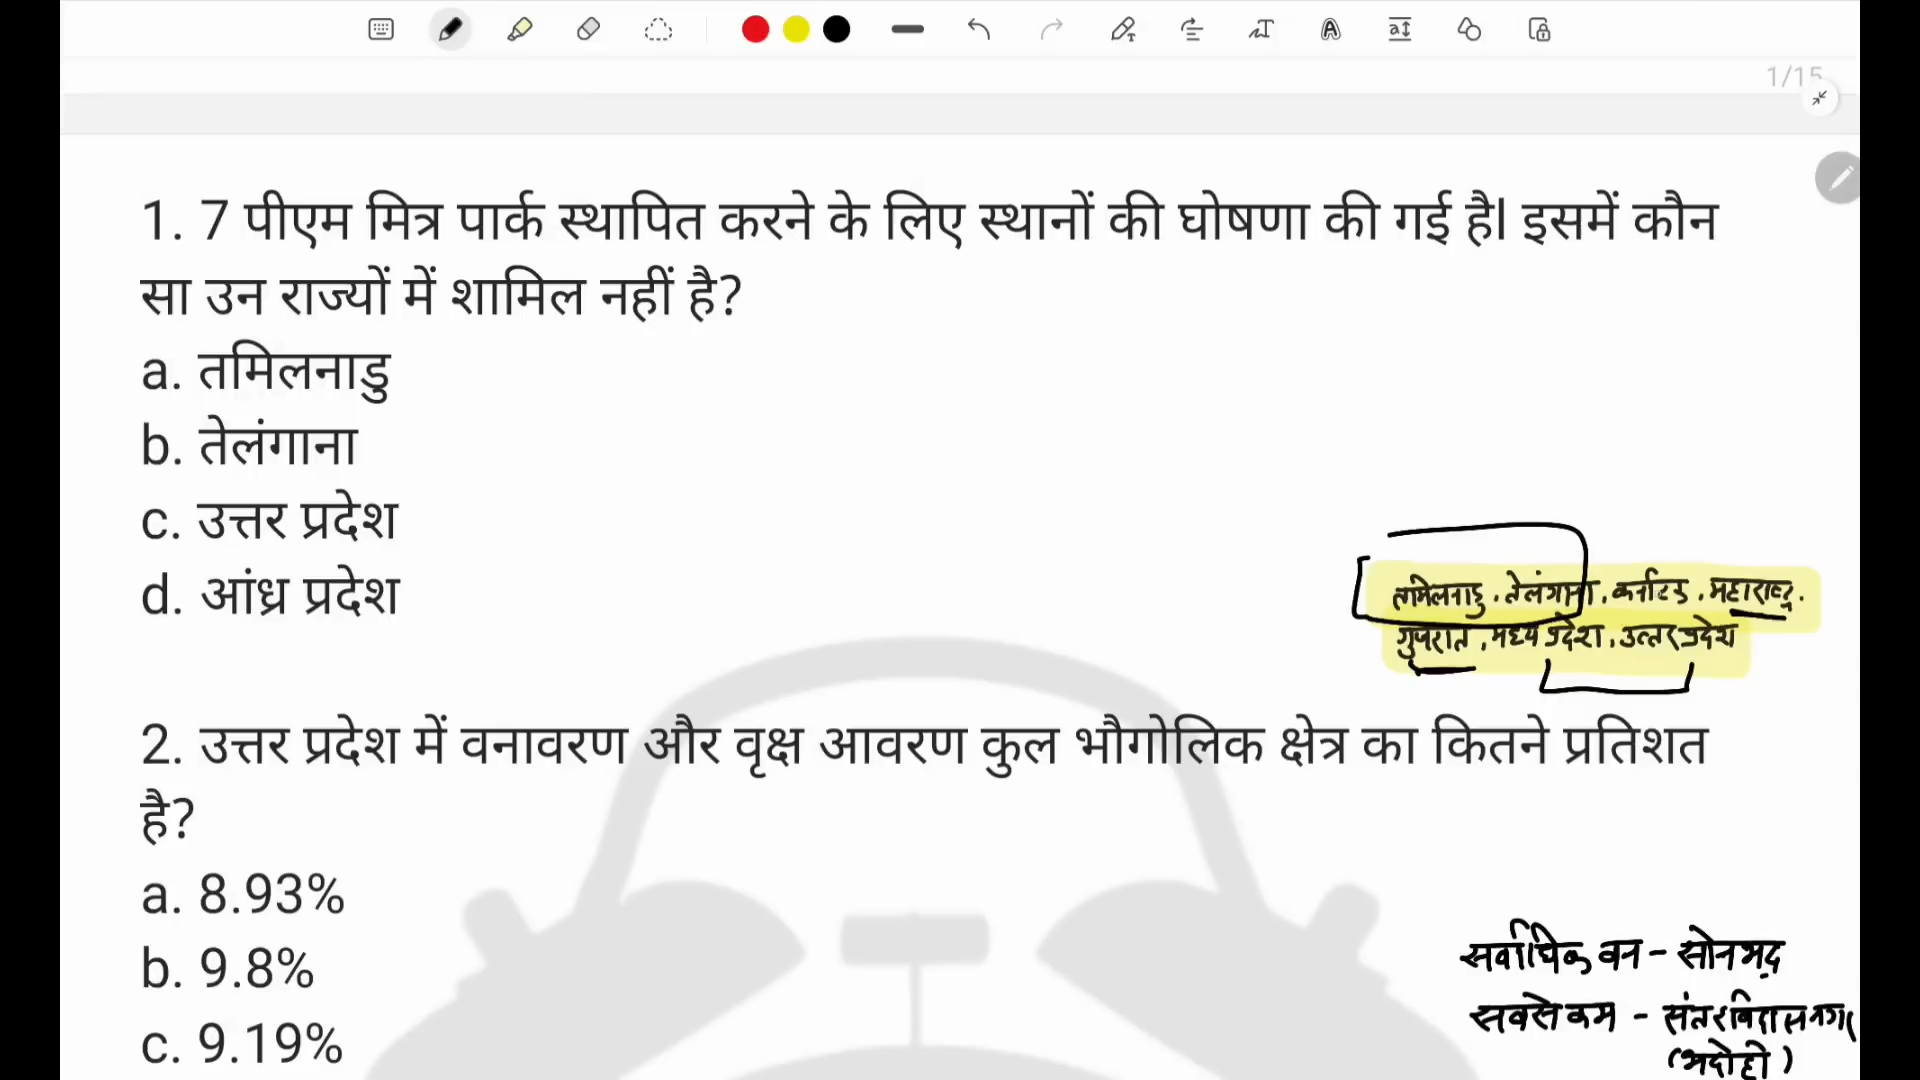 1/15
1. 7 पीएम मित्र पार्क स्थापित करने के लिए स्थानों की घोषणा की गई है। इसमें कौन
सा उन राज्यों में शामिल नहीं है?
a. तमिलनाडु
b. तेलंगाना
c. उत्तर प्रदेश
d. आंध्र प्रदेश
तमिलनाडु, तेलंगाना, कर्नाटक, महाराष्ट्र,
गुजरात, मध्य प्रदेश, उत्तर प्रदेश
2. उत्तर प्रदेश में वनावरण और वृक्ष आवरण कुल भौगोलिक क्षेत्र का कितने प्रतिशत
है?
a. 8.93%
b. 9.8%
c. 9.19%
सर्वाधिक वन - सोनभद्र
सबसे कम - संतरविदासनगर
(भदोही)